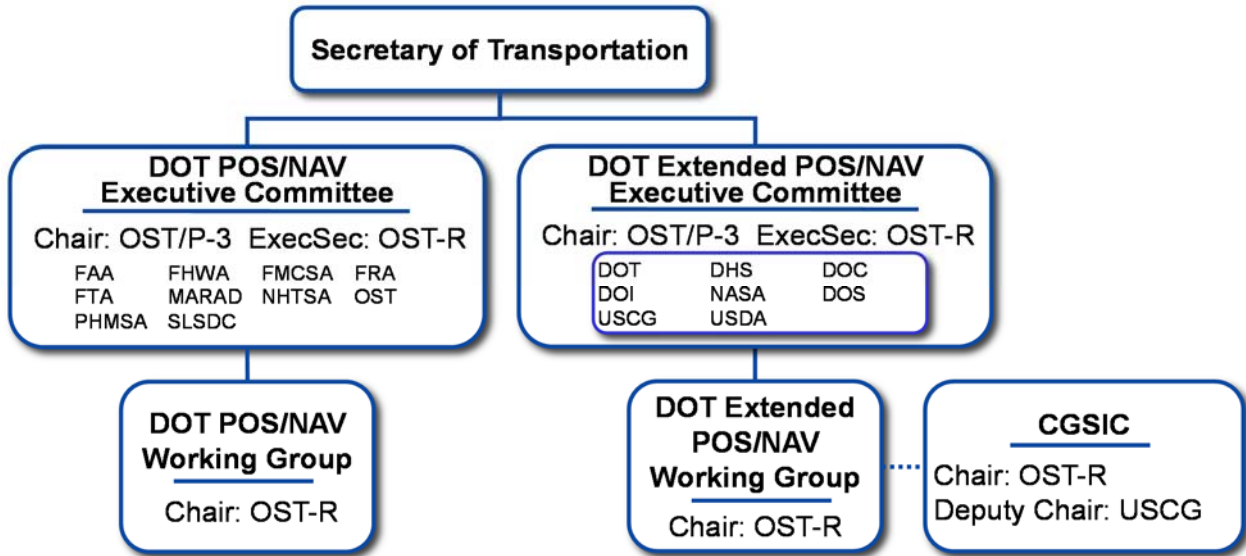 Secretary of Transportation
DOT POS/NAV
Executive Committee
Chair: OST/P-3 ExecSec: OST-R
FAA FHWA FMCSA FRA
FTA MARAD NHTSA OST
PHMSA SLSDC
DOT Extended POS/NAV
Executive Committee
Chair: OST/P-3 ExecSec: OST-R
DOT DHS DOC
DOI NASA DOS
USCG USDA
DOT POS/NAV
Working Group
Chair: OST-R
DOT Extended
POS/NAV
Working Group
Chair: OST-R
CGSIC
Chair: OST-R
Deputy Chair: USCG